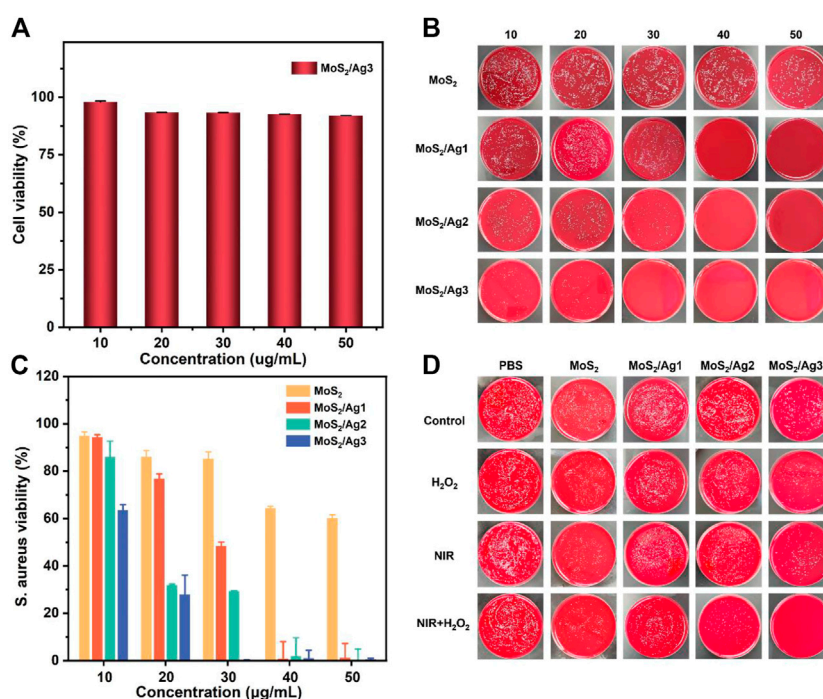 A
MoS₂/Ag3
Cell viability (%)
100
75
50
25
0
10 20 30 40 50
Concentration (ug/mL)
B
10 20 30 40 50
MoS₂
MoS₂/Ag1
MoS₂/Ag2
MoS₂/Ag3
C
MoS₂
MoS₂/Ag1
MoS₂/Ag2
MoS₂/Ag3
S. aureus viability (%)
120
100
80
60
40
20
0
10 20 30 40 50
Concentration (μg/mL)
D
PBS MoS₂ MoS₂/Ag1 MoS₂/Ag2 MoS₂/Ag3
Control
H₂O₂
NIR
NIR+H₂O₂